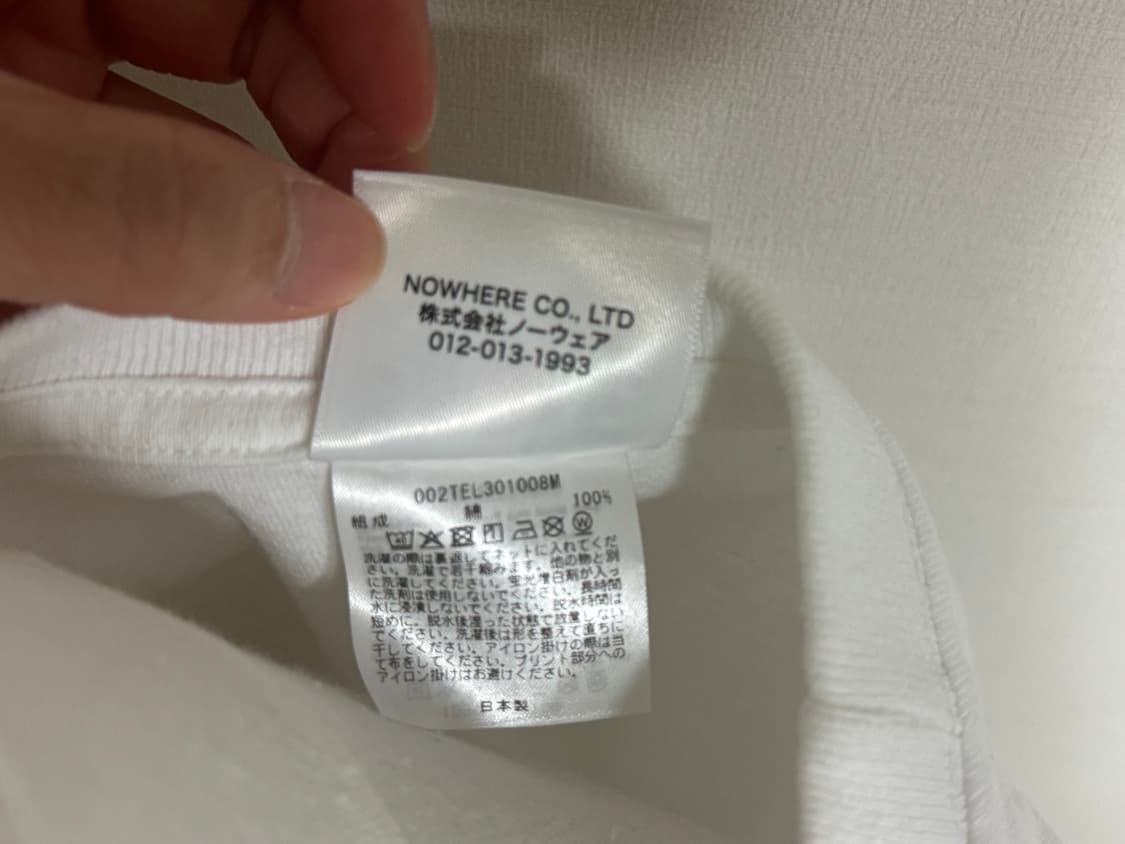 NOWHERE CO., LTD
株式会社ノーウェア
012-013-1993
002TEL301008M
組成 綿 100%
洗濯の際は裏返してネットに入れてくだ
さい。洗濯で若干縮みます。他の物と別
に洗濯してください。蛍光増白剤が入っ
た洗剤は使用しないでください。長時間
水に浸漬しないでください。脱水時間は
短めに、脱水後湿った状態で放置しない
でください。洗濯後は形を整えて直ちに
干してください。アイロン掛けの際は当
て布をしてください。プリント部分への
アイロン掛けはお避けください。
日本製